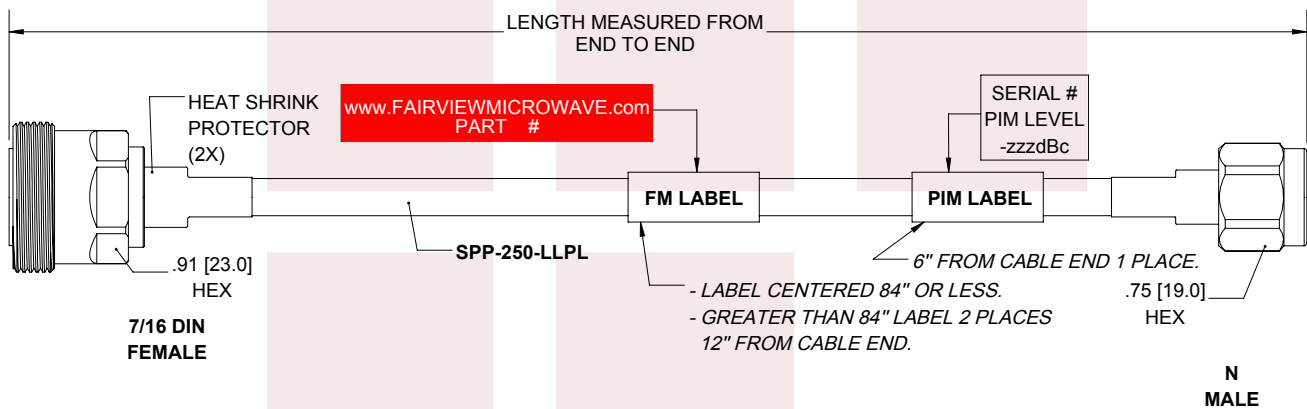 LENGTH MEASURED FROM
END TO END
HEAT SHRINK
PROTECTOR
(2X)
www.FAIRVIEWMICROWAVE.com
PART #
SERIAL #
PIM LEVEL
-zzzdBc
FM LABEL
PIM LABEL
SPP-250-LLPL
.91 [23.0]
HEX
7/16 DIN
FEMALE
6" FROM CABLE END 1 PLACE.
- LABEL CENTERED 84" OR LESS.
- GREATER THAN 84" LABEL 2 PLACES
12" FROM CABLE END.
.75 [19.0]
HEX
N
MALE